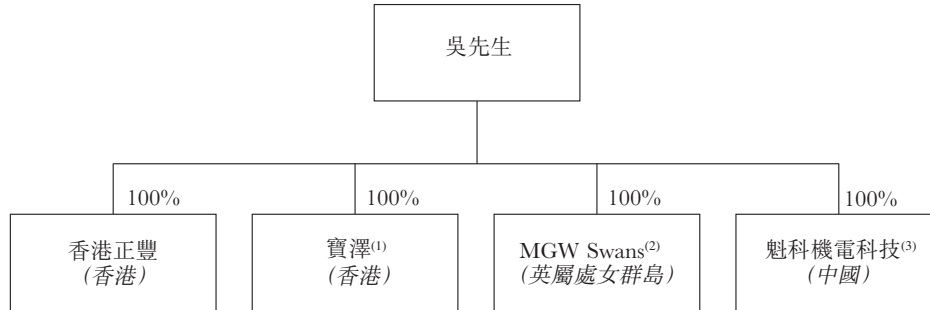 吳先生
100%
100%
100%
100%
香港正豐
(香港)
寶澤(1)
(香港)
MGW Swans(2)
(英屬處女群島)
魁科機電科技(3)
(中國)